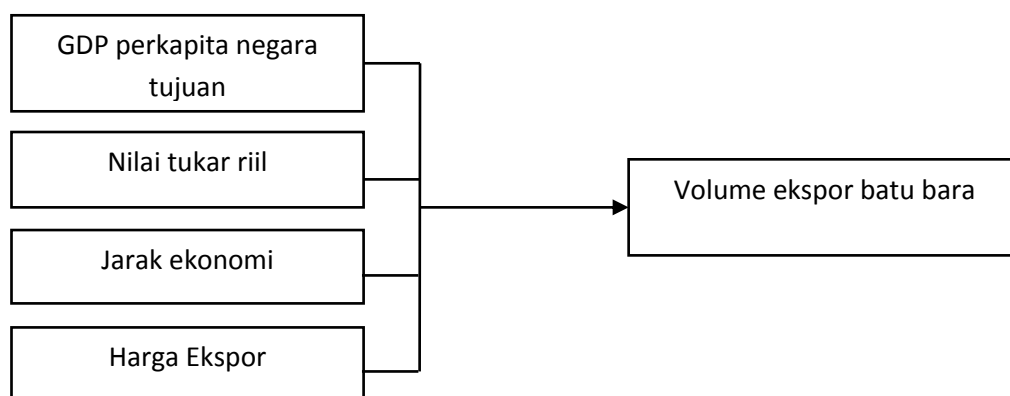 GDP perkapita negara
tujuan
Nilai tukar riil
Volume ekspor batu bara
Jarak ekonomi
Harga Ekspor